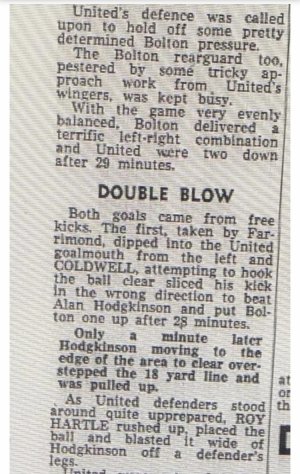 United's defence was called
upon to hold off some pretty
determined Bolton pressure.
The Bolton rearguard too,
pestered by some tricky ap-
proach work from United's
wingers, was kept busy.
With the game very evenly
balanced, Bolton delivered a
terrific left-right combination
and United were two down
after 29 minutes.
DOUBLE BLOW
Both goals came from free
kicks. The first, taken by Far-
rimond, dipped into the United
goalmouth from the left and
COLDWELL, attempting to hook
the ball clear sliced his kick
in the wrong direction to beat
Alan Hodgkinson and put Bol-
ton one up after 28 minutes.
Only a minute later
Hodgkinson moving to the
edge of the area to clear over-
stepped the 18 yard line and
was pulled up.
As United defenders stood
around quite upprepared, ROY
HARTLE rushed up, placed the
ball and blasted it wide of
Hodgkinson off a defender's
legs.